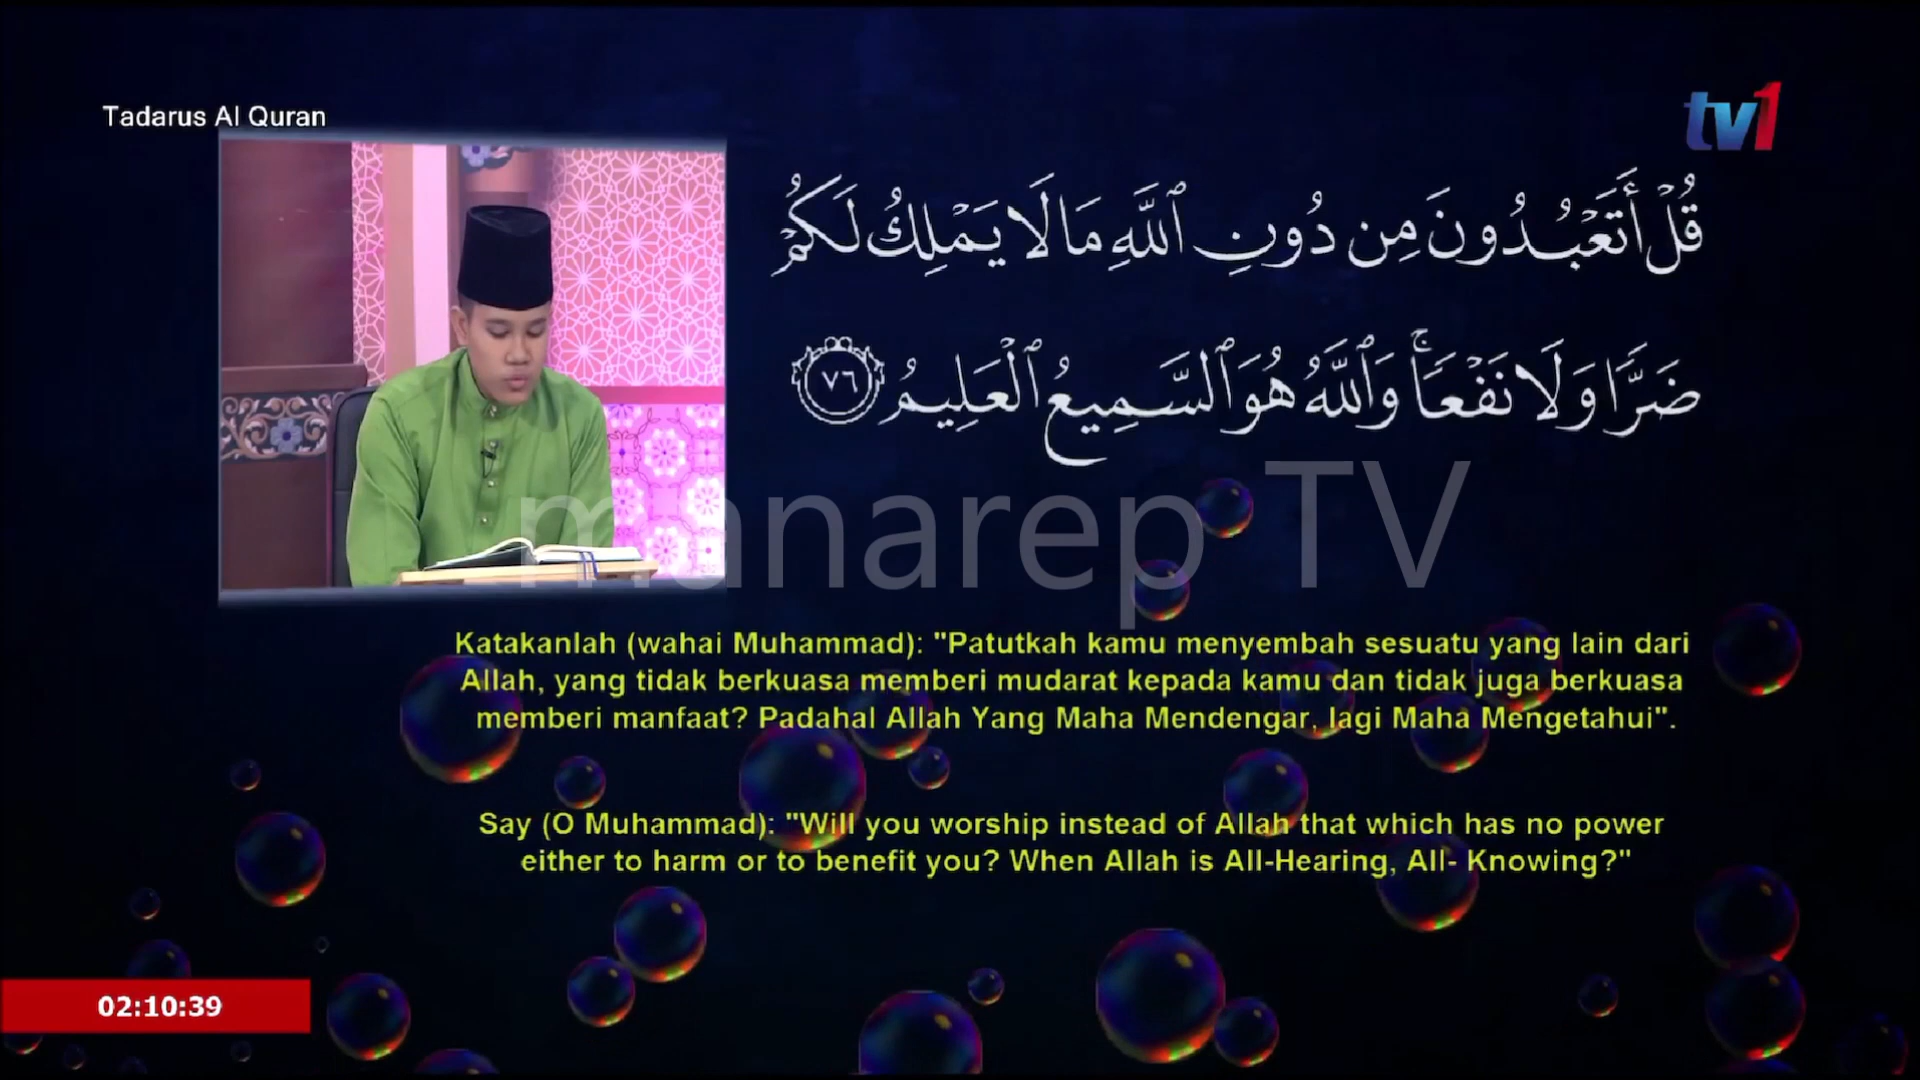 Tadarus Al Quran
tv1
قُلْ أَتَعْبُدُونَ مِن دُونِ ٱللَّهِ مَا لَا يَمْلِكُ لَكُمْ
ضَرًّا وَلَا نَفْعًا ۚ وَٱللَّهُ هُوَ ٱلسَّمِيعُ ٱلْعَلِيمُ ٧٦
manarep TV
Katakanlah (wahai Muhammad): "Patutkah kamu menyembah sesuatu yang lain dari
Allah, yang tidak berkuasa memberi mudarat kepada kamu dan tidak juga berkuasa
memberi manfaat? Padahal Allah Yang Maha Mendengar, lagi Maha Mengetahui".
Say (O Muhammad): "Will you worship instead of Allah that which has no power
either to harm or to benefit you? When Allah is All-Hearing, All- Knowing?"
02:10:39